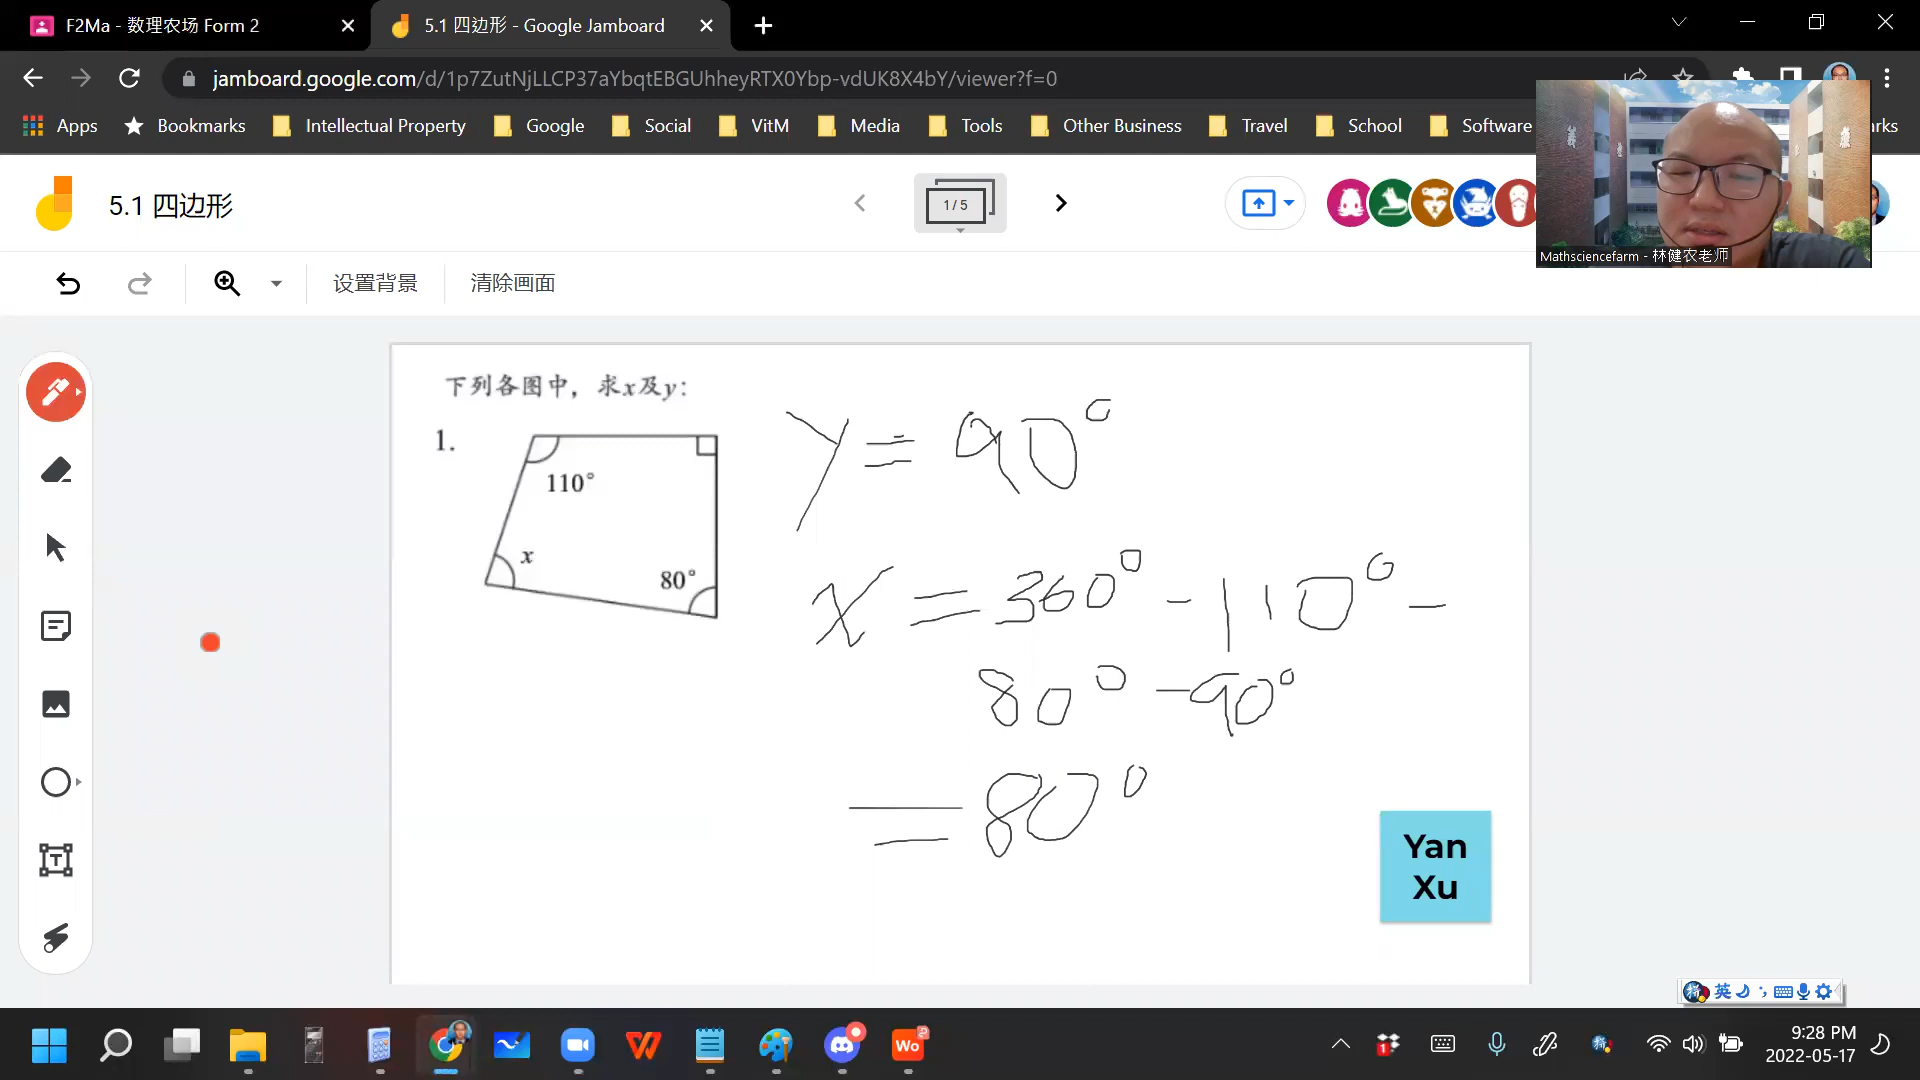 F2Ma - 数理农场 Form 2
5.1 四边形 - Google Jamboard
jamboard.google.com/d/1p7ZutNjLLCP37aYbqtEBGUhheyRTX0Ybp-vdUK8X4bY/viewer?f=0
Apps Bookmarks Intellectual Property Google Social VitM Media Tools Other Business Travel School Software rks
5.1 四边形
1 / 5
Mathsciencefarm - 林健农老师
设置背景 清除画面
下列各图中，求x及y:
1.
110°
x
80°
y = 90°
x = 360° - 110° -
80° - 90°
= 80°
Yan
Xu
英
Wo
1
9:28 PM
2022-05-17